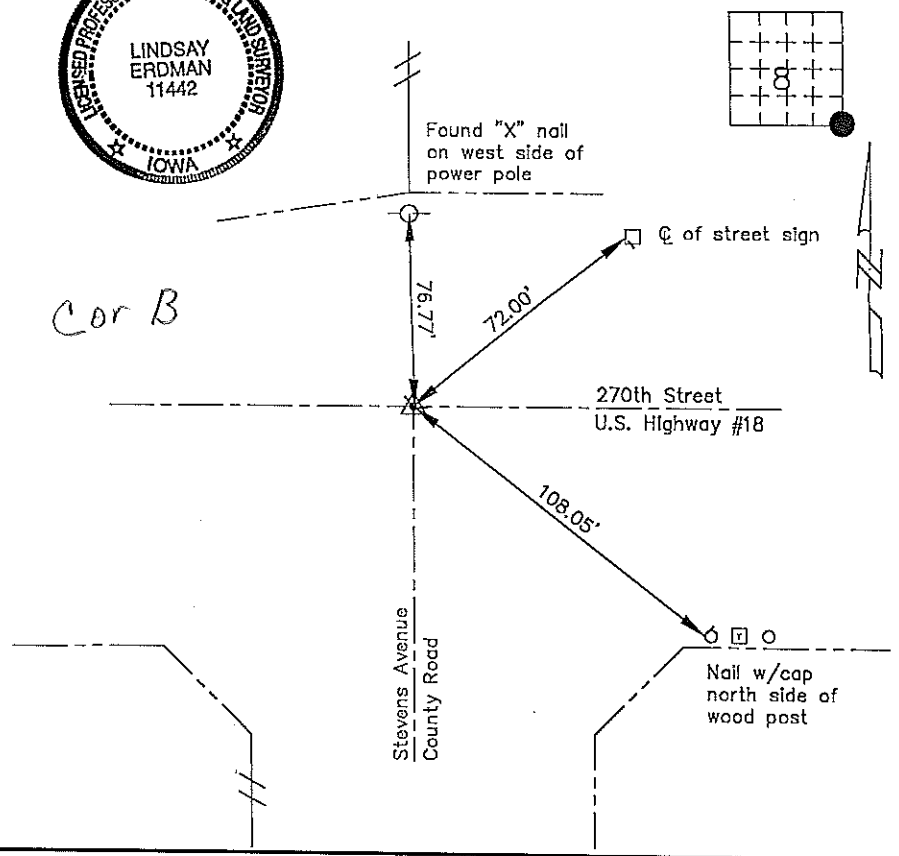 LICENSED PROFES
LAND SURVEYOR
LINDSAY
ERDMAN
11442
IOWA
8
Found "X" nail
on west side of
power pole
℄ of street sign
N
Cor B
76.77'
72.00'
270th Street
U.S. Highway #18
108.05'
Stevens Avenue
County Road
Nail w/cap
north side of
wood post